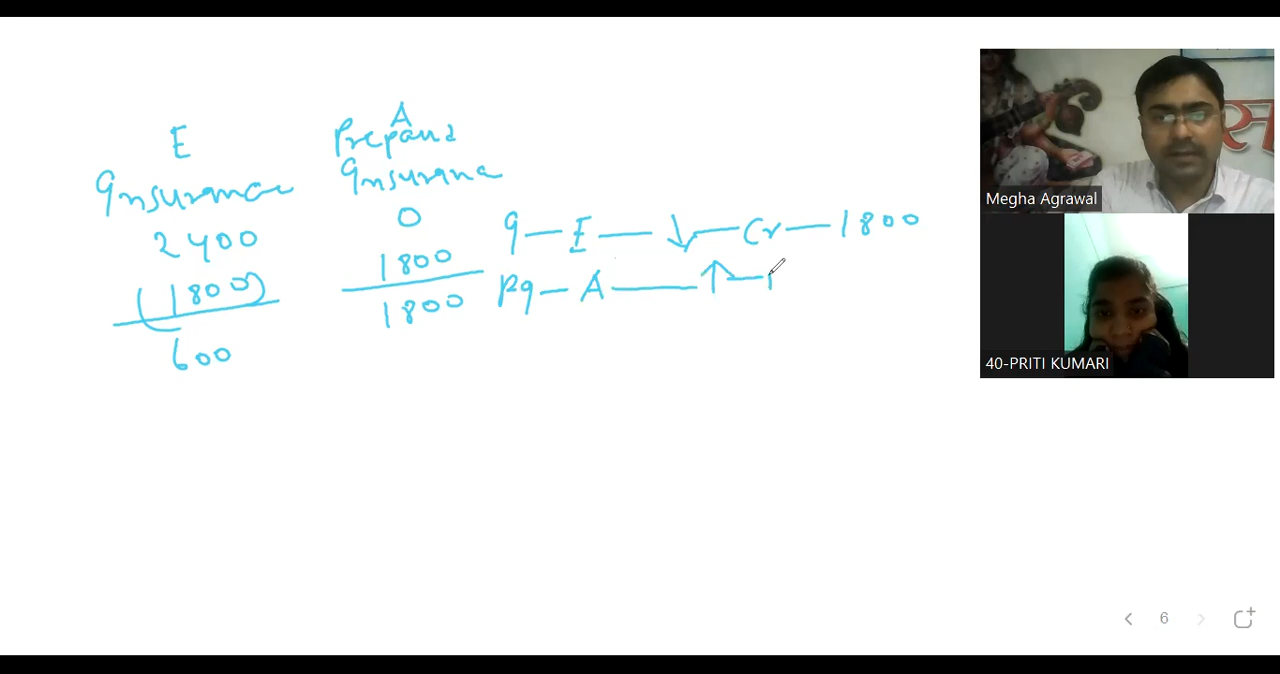 E
Insurance
2400
(1800)
600
A
Prepaid
Insurance
0
1800
1800
I — E — ↓ — Cr — 1800
PI — A — ↑ —
Megha Agrawal
40-PRITI KUMARI
6